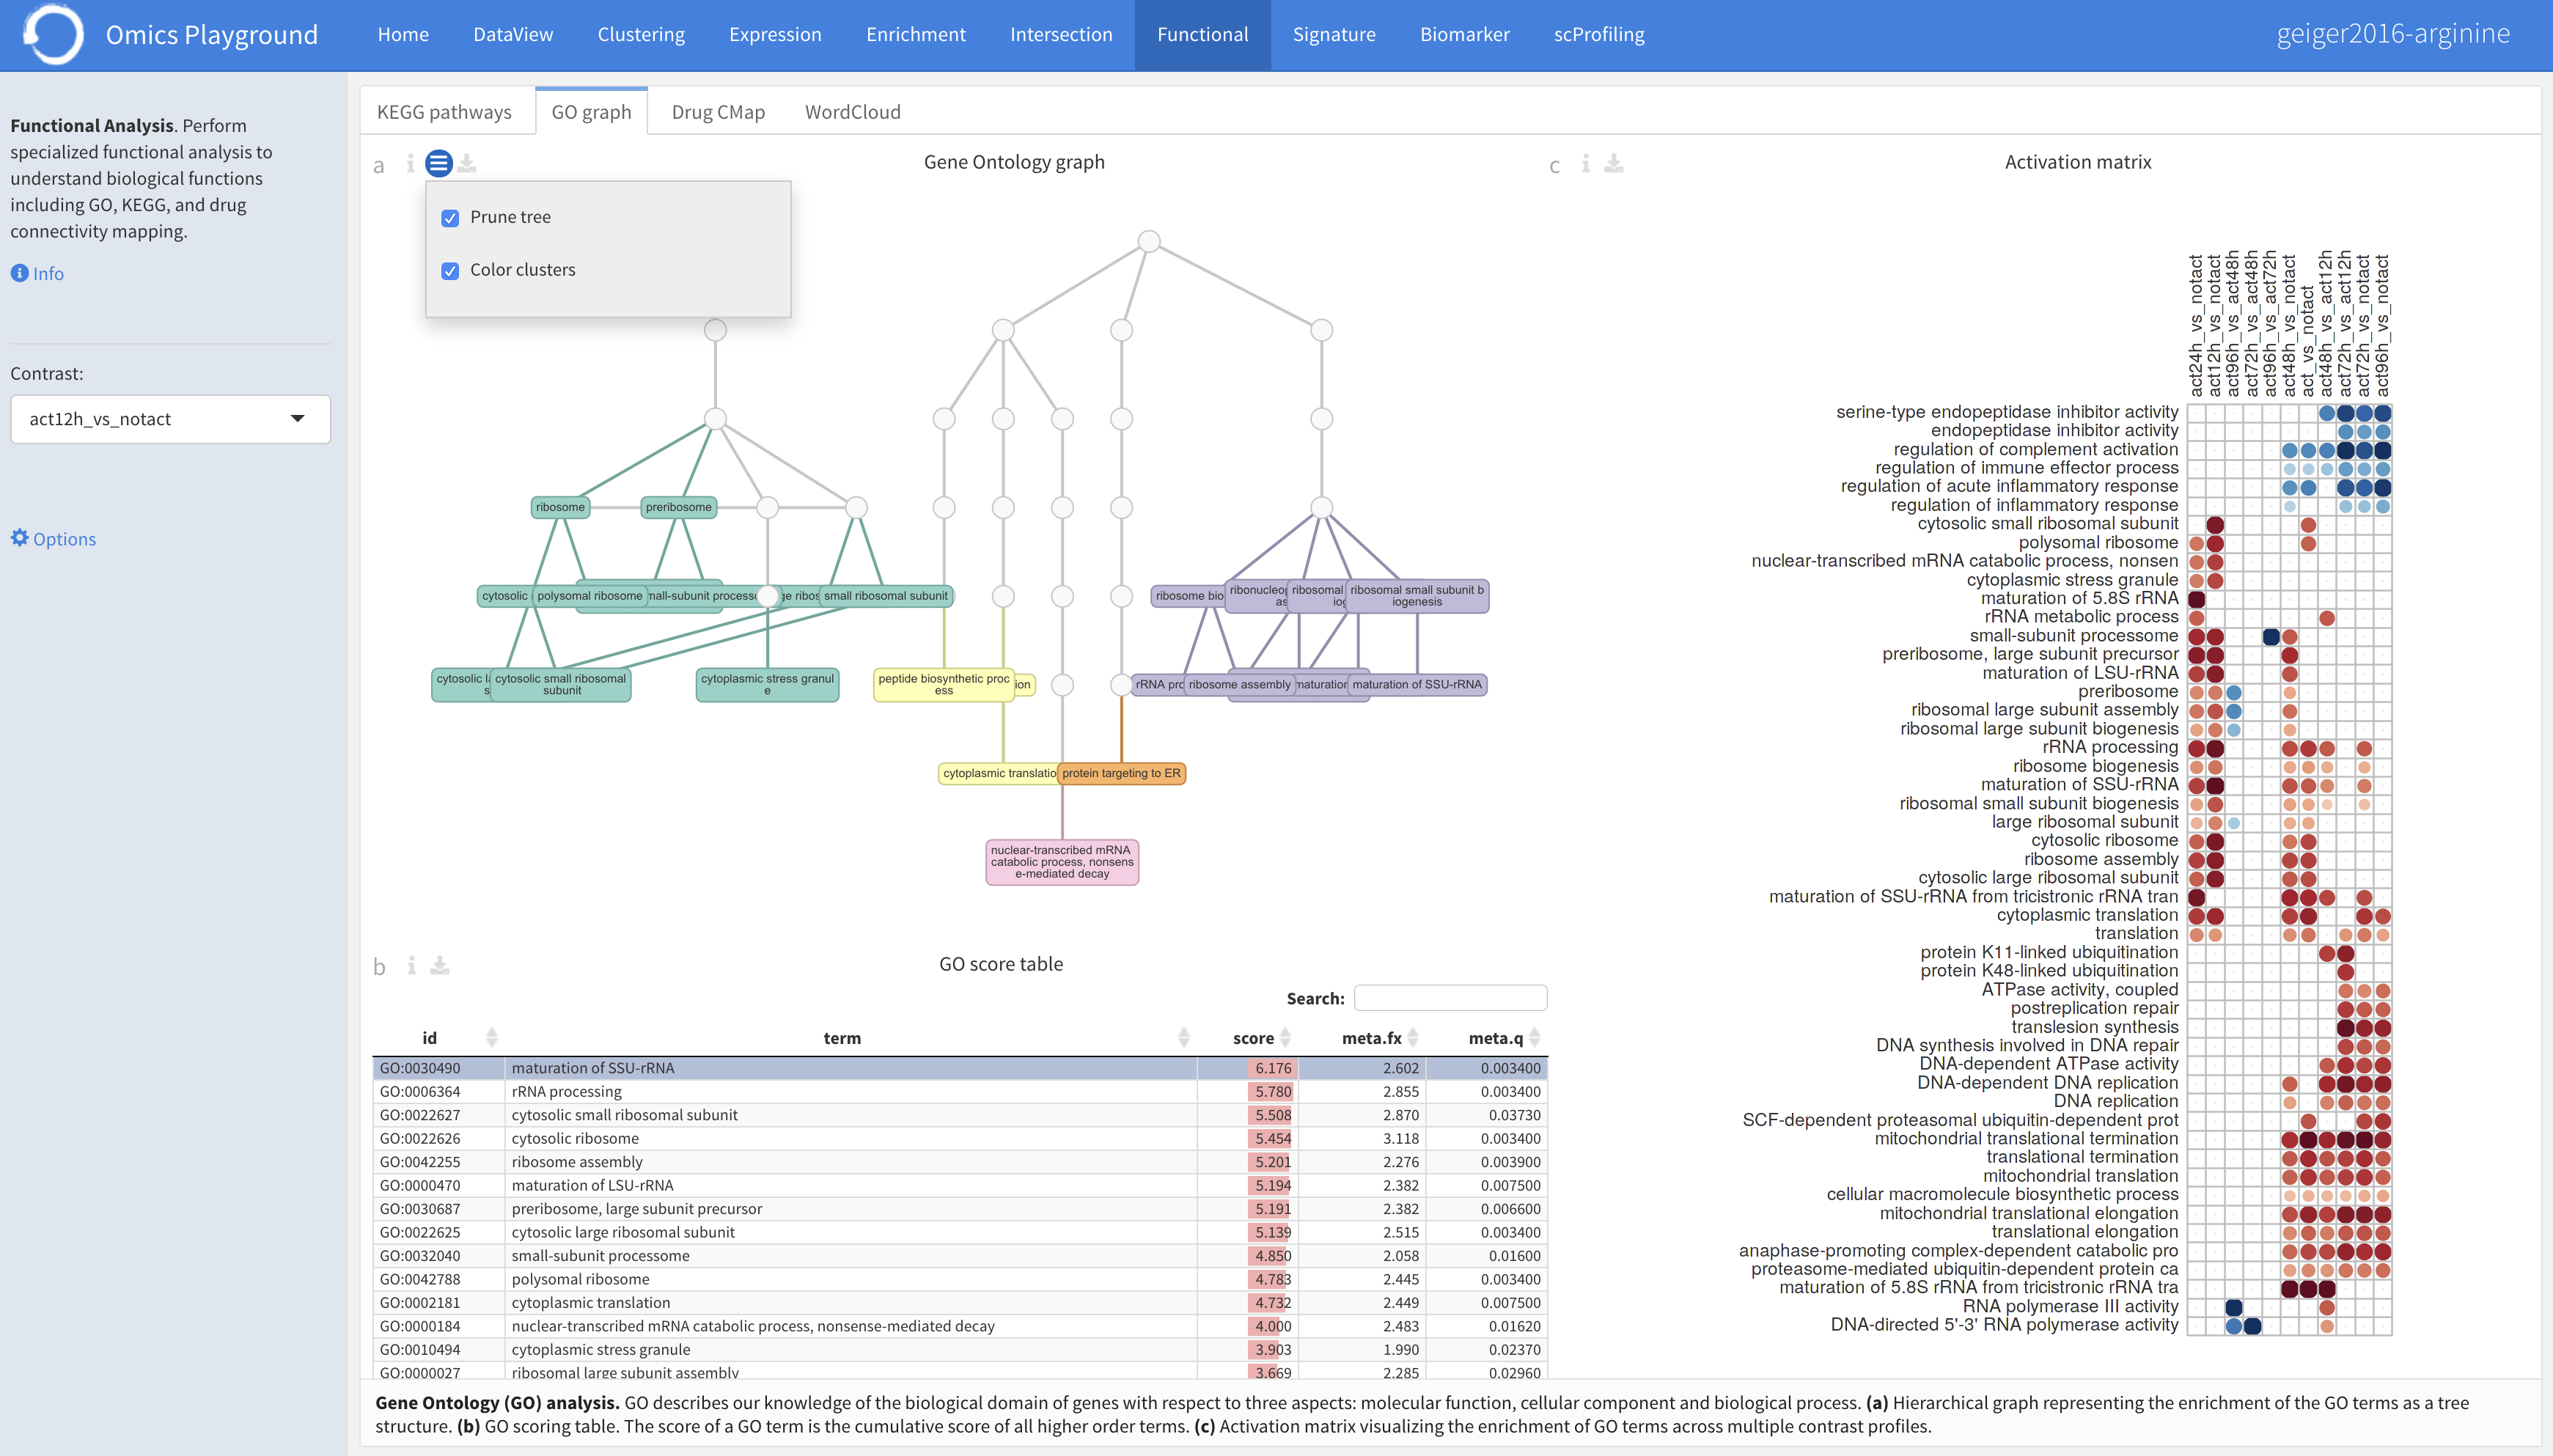 Omics Playground
Home DataView Clustering Expression Enrichment Intersection Functional Signature Biomarker scProfiling
geiger2016-arginine
Functional Analysis. Perform
specialized functional analysis to
understand biological functions
including GO, KEGG, and drug
connectivity mapping.
Info
Contrast:
act12h_vs_notact
Options
KEGG pathways GO graph Drug CMap WordCloud
a
Gene Ontology graph
Prune tree
Color clusters
ribosome preribosome
cytosolic polysomal ribosome small ribosomal subunit
ribosome bio
ribosomal small subunit b
iogenesis
cytosolic small ribosomal
subunit
cytoplasmic stress granul
e
peptide biosynthetic proc
ess
ion
rRNA pro ribosome assembly maturation maturation of SSU-rRNA
cytoplasmic translatio protein targeting to ER
nuclear-transcribed mRNA
catabolic process, nonsens
e-mediated decay
b
GO score table
Search:
id term score meta.fx meta.q
GO:0030490 maturation of SSU-rRNA 6.176 2.602 0.003400
GO:0006364 rRNA processing 5.780 2.855 0.003400
GO:0022627 cytosolic small ribosomal subunit 5.508 2.870 0.03730
GO:0022626 cytosolic ribosome 5.454 3.118 0.003400
GO:0042255 ribosome assembly 5.201 2.276 0.003900
GO:0000470 maturation of LSU-rRNA 5.194 2.382 0.007500
GO:0030687 preribosome, large subunit precursor 5.191 2.382 0.006600
GO:0022625 cytosolic large ribosomal subunit 5.139 2.515 0.003400
GO:0032040 small-subunit processome 4.850 2.058 0.01600
GO:0042788 polysomal ribosome 4.783 2.445 0.003400
GO:0002181 cytoplasmic translation 4.732 2.449 0.007500
GO:0000184 nuclear-transcribed mRNA catabolic process, nonsense-mediated decay 4.000 2.483 0.01620
GO:0010494 cytoplasmic stress granule 3.903 1.990 0.02370
GO:0000027 ribosomal large subunit assembly 3.669 2.285 0.02960
c
Activation matrix
act24h_vs_notact
act12h_vs_notact
act96h_vs_act48h
act72h_vs_act48h
act96h_vs_act72h
act48h_vs_notact
act_vs_notact
act48h_vs_act12h
act72h_vs_act12h
act72h_vs_notact
act96h_vs_notact
serine-type endopeptidase inhibitor activity
endopeptidase inhibitor activity
regulation of complement activation
regulation of immune effector process
regulation of acute inflammatory response
regulation of inflammatory response
cytosolic small ribosomal subunit
polysomal ribosome
nuclear-transcribed mRNA catabolic process, nonsen
cytoplasmic stress granule
maturation of 5.8S rRNA
rRNA metabolic process
small-subunit processome
preribosome, large subunit precursor
maturation of LSU-rRNA
preribosome
ribosomal large subunit assembly
ribosomal large subunit biogenesis
rRNA processing
ribosome biogenesis
maturation of SSU-rRNA
ribosomal small subunit biogenesis
large ribosomal subunit
cytosolic ribosome
ribosome assembly
cytosolic large ribosomal subunit
maturation of SSU-rRNA from tricistronic rRNA tran
cytoplasmic translation
translation
protein K11-linked ubiquitination
protein K48-linked ubiquitination
ATPase activity, coupled
postreplication repair
translesion synthesis
DNA synthesis involved in DNA repair
DNA-dependent ATPase activity
DNA-dependent DNA replication
DNA replication
SCF-dependent proteasomal ubiquitin-dependent prot
mitochondrial translational termination
translational termination
mitochondrial translation
cellular macromolecule biosynthetic process
mitochondrial translational elongation
translational elongation
anaphase-promoting complex-dependent catabolic pro
proteasome-mediated ubiquitin-dependent protein ca
maturation of 5.8S rRNA from tricistronic rRNA tra
RNA polymerase III activity
DNA-directed 5'-3' RNA polymerase activity
Gene Ontology (GO) analysis. GO describes our knowledge of the biological domain of genes with respect to three aspects: molecular function, cellular component and biological process. (a) Hierarchical graph representing the enrichment of the GO terms as a tree
structure. (b) GO scoring table. The score of a GO term is the cumulative score of all higher order terms. (c) Activation matrix visualizing the enrichment of GO terms across multiple contrast profiles.